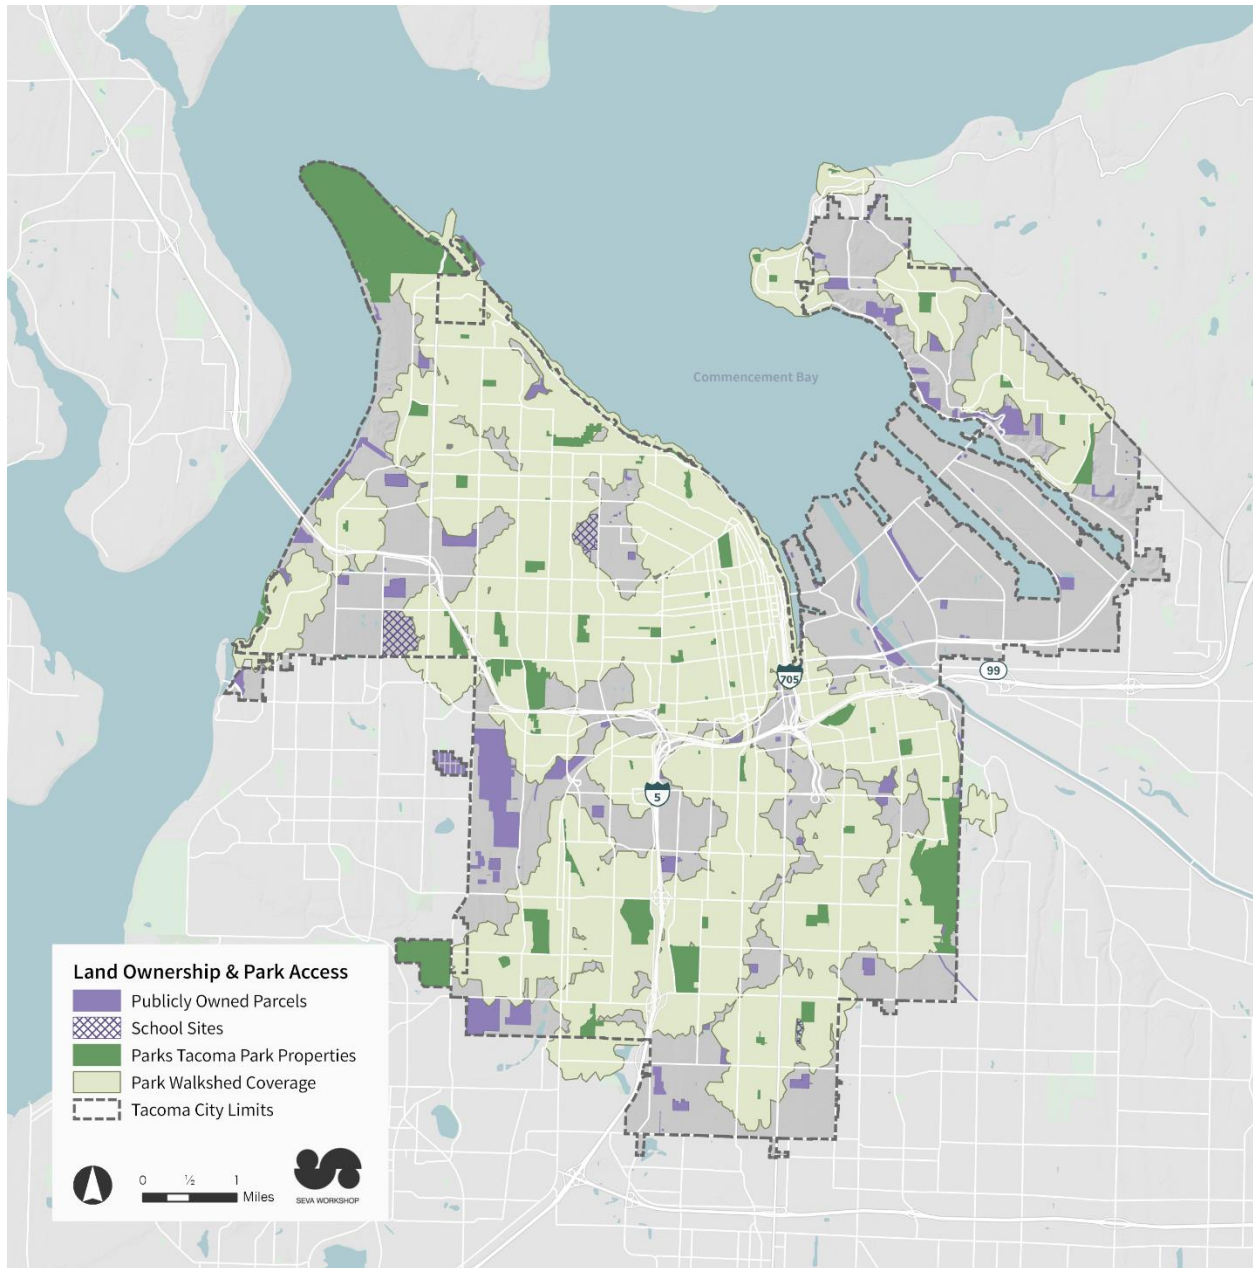 Commencement Bay
705
99
5
Land Ownership & Park Access
Publicly Owned Parcels
School Sites
Parks Tacoma Park Properties
Park Walkshed Coverage
Tacoma City Limits
0 ½ 1
Miles
SEVA WORKSHOP